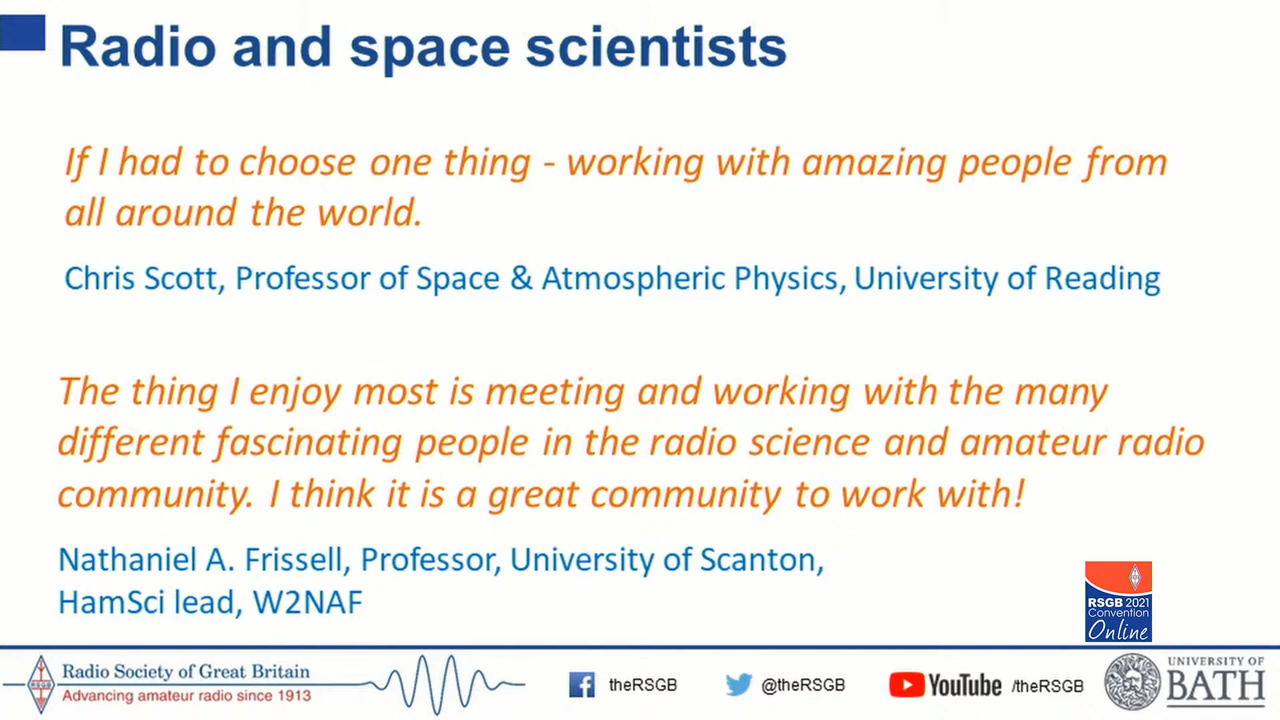 Radio and space scientists
If I had to choose one thing - working with amazing people from
all around the world.
Chris Scott, Professor of Space & Atmospheric Physics, University of Reading
The thing I enjoy most is meeting and working with the many
different fascinating people in the radio science and amateur radio
community. I think it is a great community to work with!
Nathaniel A. Frissell, Professor, University of Scanton,
HamSci lead, W2NAF
RSGB 2021
Convention
Online
RSGB
Radio Society of Great Britain
Advancing amateur radio since 1913
theRSGB
@theRSGB
YouTube /theRSGB
UNIVERSITY OF
BATH